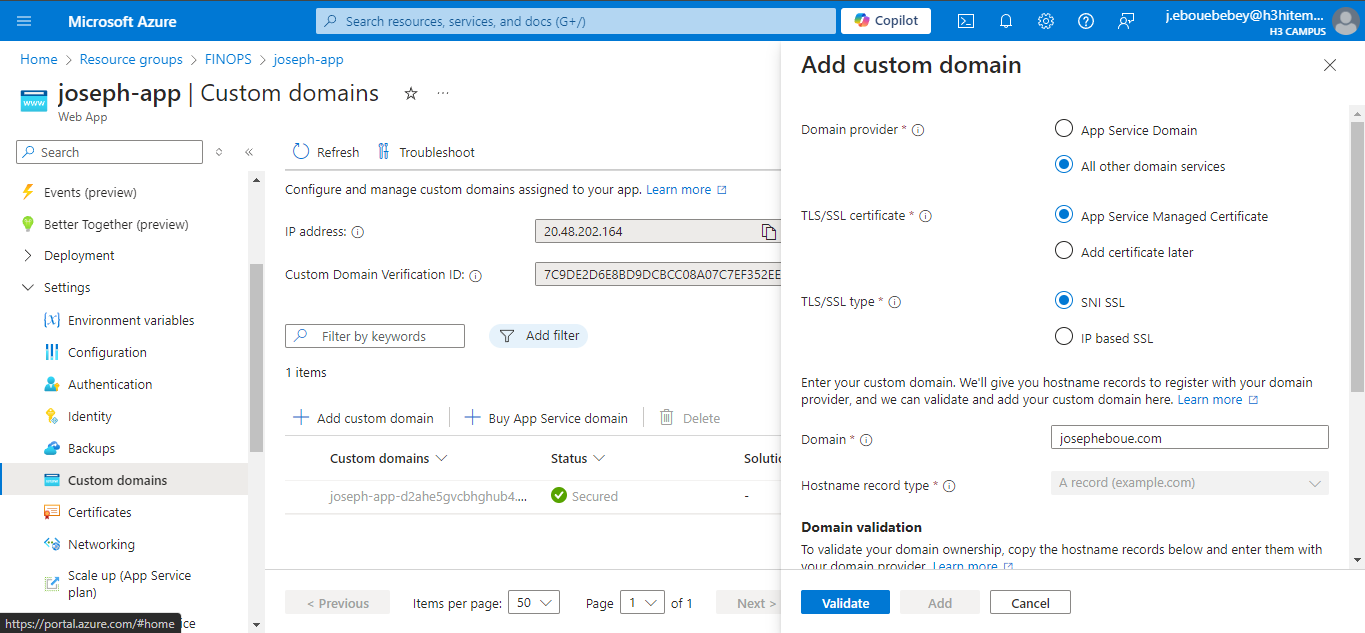 Microsoft Azure
Search resources, services, and docs (G+/)
Copilot
j.ebouebebey@h3hitem...
H3 CAMPUS
Home > Resource groups > FINOPS > joseph-app
joseph-app | Custom domains
Web App
Search
Events (preview)
Better Together (preview)
Deployment
Settings
Environment variables
Configuration
Authentication
Identity
Backups
Custom domains
Certificates
Networking
Scale up (App Service
plan)
https://portal.azure.com/#home
Refresh
Troubleshoot
Configure and manage custom domains assigned to your app. Learn more
IP address:
20.48.202.164
Custom Domain Verification ID:
7C9DE2D6E8BD9DCBCC08A07C7EF352EE
Filter by keywords
Add filter
1 items
Add custom domain
Buy App Service domain
Delete
Custom domains
Status
Solutio
joseph-app-d2ahe5gvcbhghub4....
Secured
-
< Previous
Items per page:
50
Page
1
of 1
Next >
Add custom domain
Domain provider *
App Service Domain
All other domain services
TLS/SSL certificate *
App Service Managed Certificate
Add certificate later
TLS/SSL type *
SNI SSL
IP based SSL
Enter your custom domain. We'll give you hostname records to register with your domain
provider, and we can validate and add your custom domain here. Learn more
Domain *
josepheboue.com
Hostname record type *
A record (example.com)
Domain validation
To validate your domain ownership, copy the hostname records below and enter them with
your domain provider. Learn more
Validate
Add
Cancel